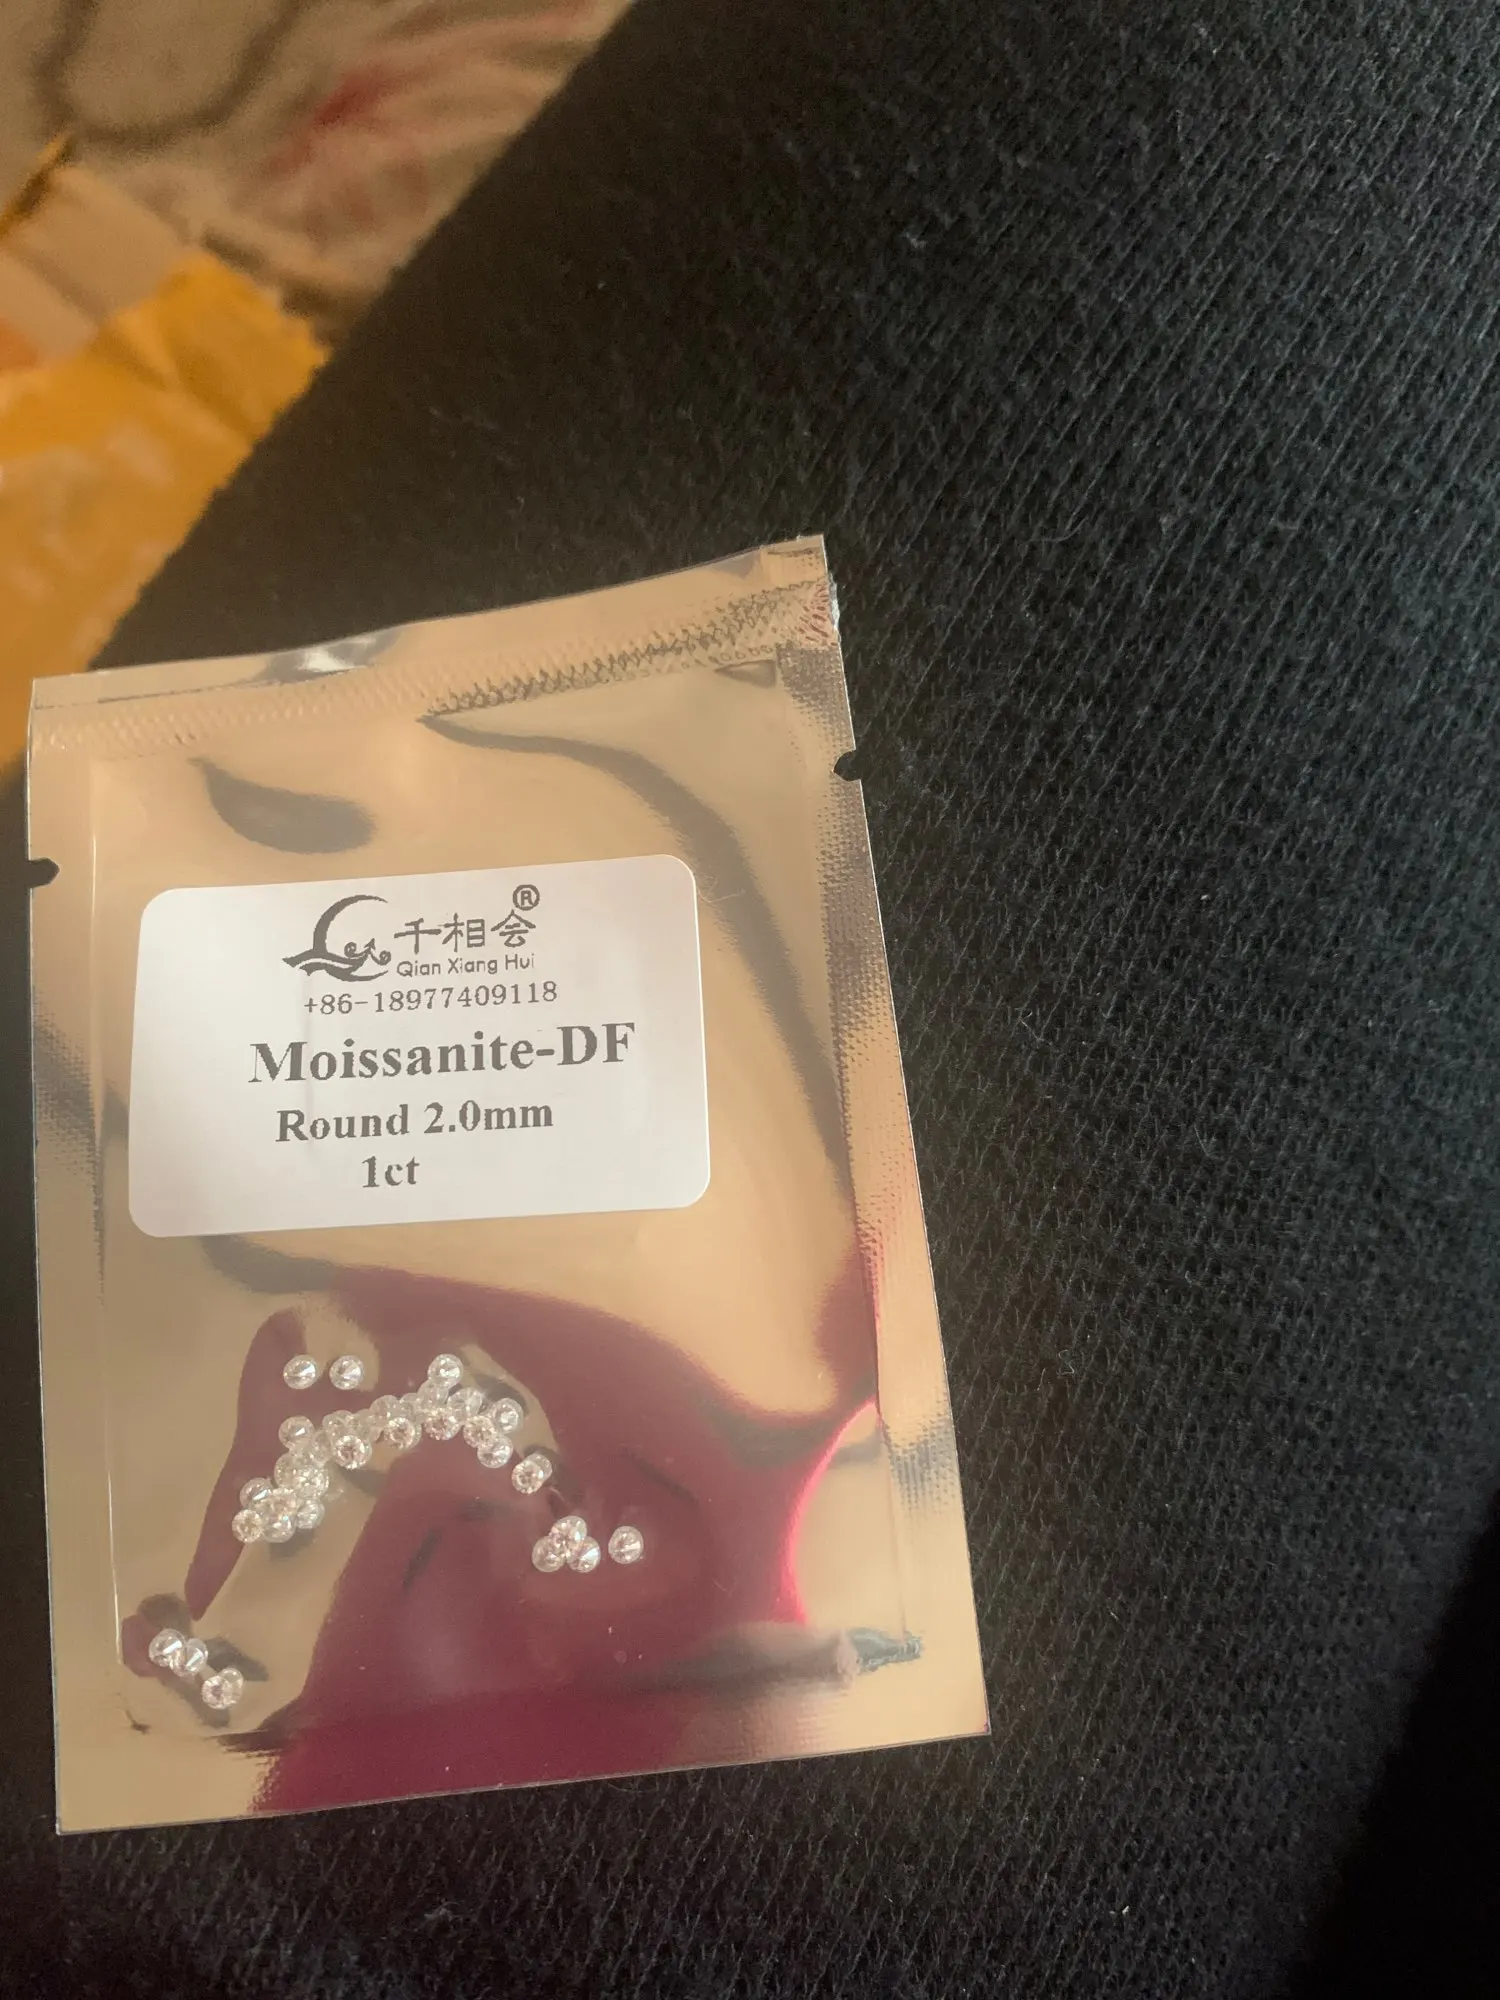 千相会®
Qian Xiang Hui
+86-18977409118
Moissanite-DF
Round 2.0mm
1ct